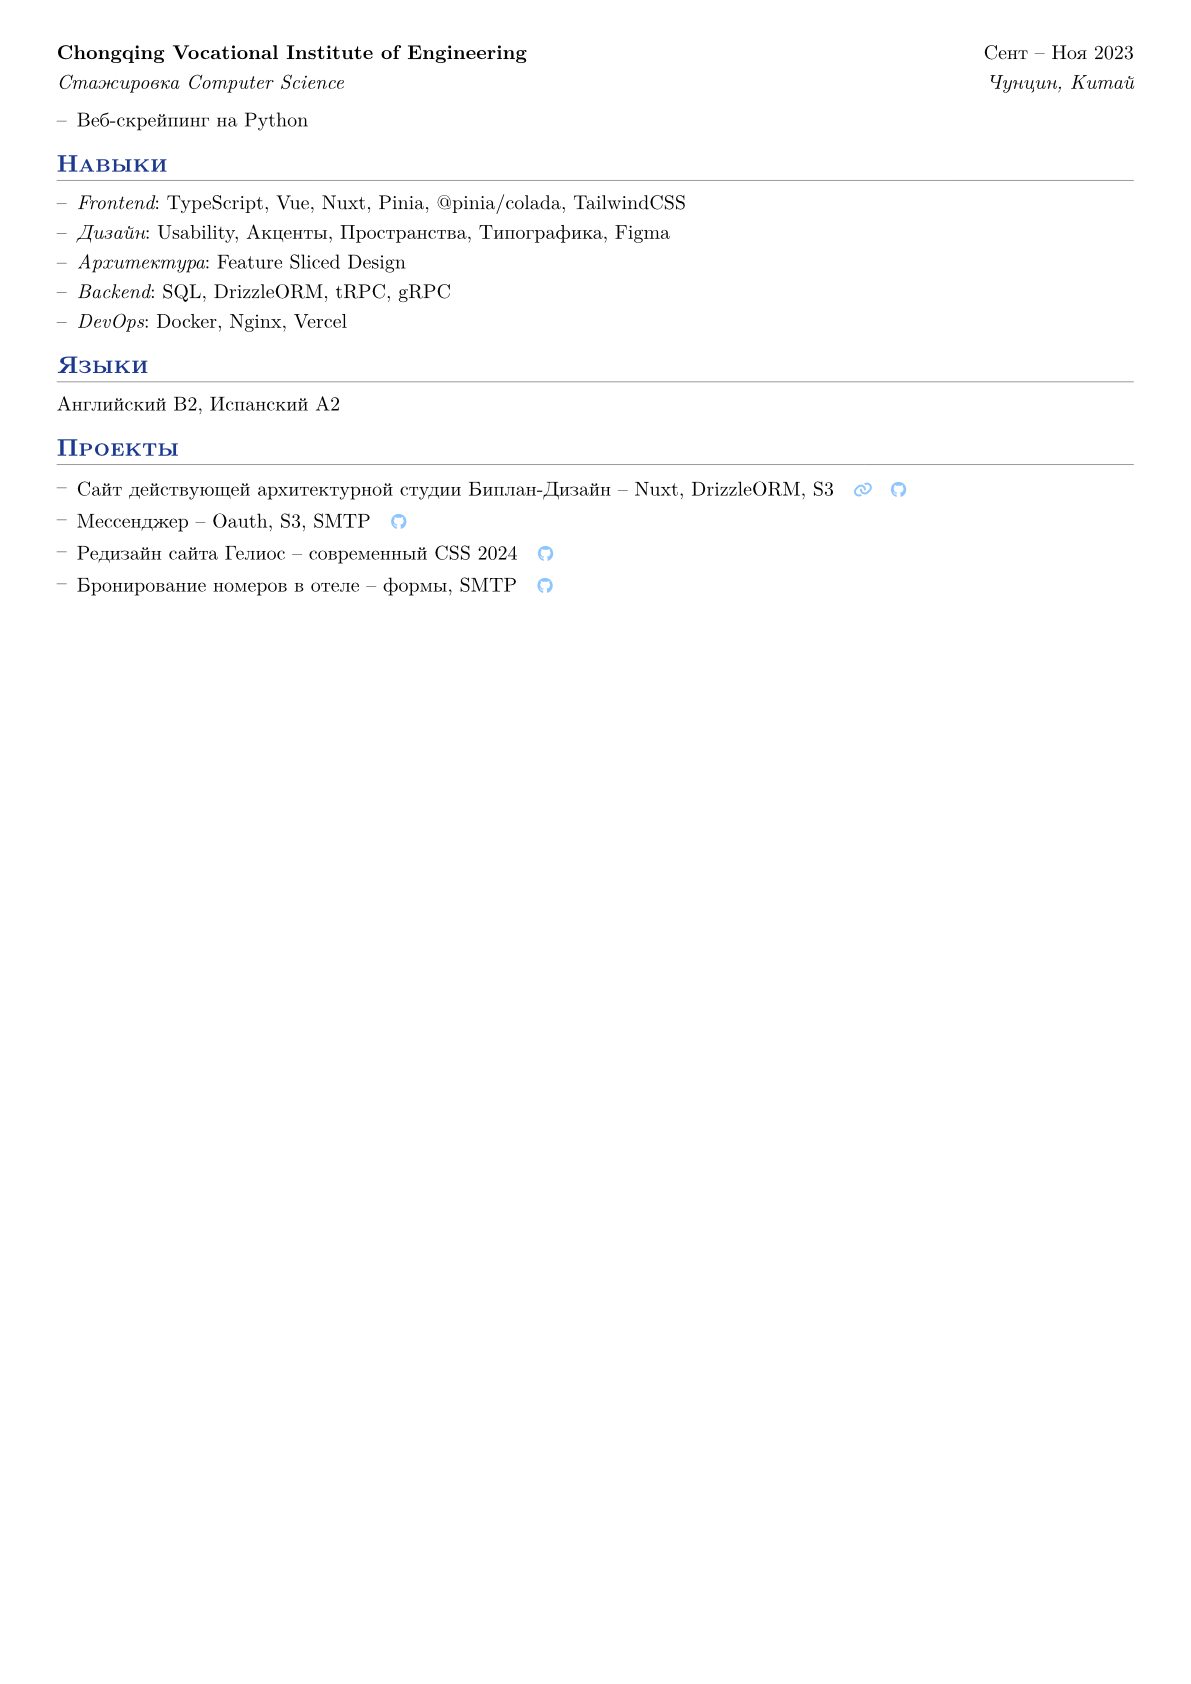 Chongqing Vocational Institute of Engineering Сент – Ноя 2023
Стажировка Computer Science Чунцин, Китай
– Веб-скрейпинг на Python
Навыки
– Frontend: TypeScript, Vue, Nuxt, Pinia, @pinia/colada, TailwindCSS
– Дизайн: Usability, Акценты, Пространства, Типографика, Figma
– Архитектура: Feature Sliced Design
– Backend: SQL, DrizzleORM, tRPC, gRPC
– DevOps: Docker, Nginx, Vercel
Языки
Английский B2, Испанский A2
Проекты
– Сайт действующей архитектурной студии Биплан-Дизайн – Nuxt, DrizzleORM, S3
– Мессенджер – Oauth, S3, SMTP
– Редизайн сайта Гелиос – современный CSS 2024
– Бронирование номеров в отеле – формы, SMTP